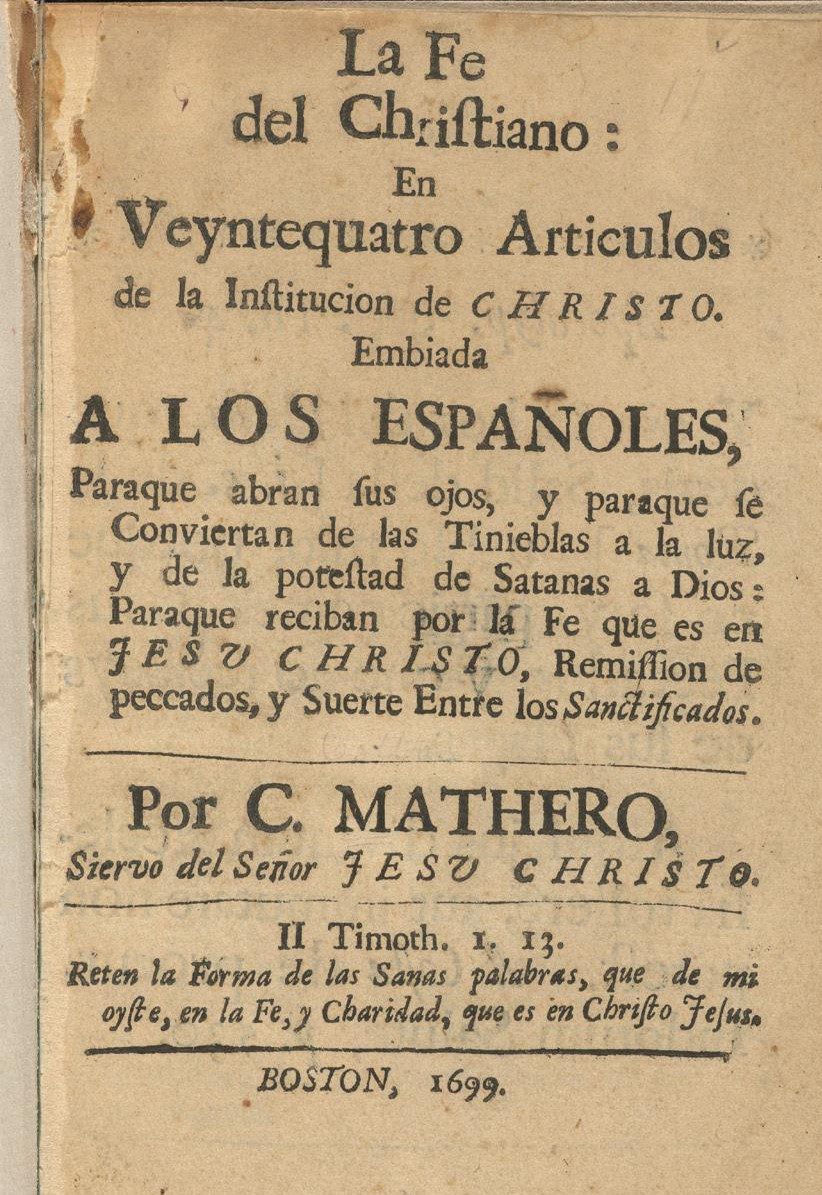 La Fe
del Chriſtiano:
En
Veyntequatro Articulos
de la Inſtitucion de CHRISTO.
Embiada
A LOS ESPAÑOLES,
Paraque abran ſus ojos, y paraque ſe
Conviertan de las Tinieblas a la luz,
y de la poteſtad de Satanas a Dios:
Paraque reciban por la Fe que es en
JESU CHRISTO, Remiſſion de
peccados, y Suerte Entre los Sanctificados.
Por C. MATHERO,
Siervo del Señor JESU CHRISTO.
II Timoth. 1. 13.
Reten la Forma de las Sanas palabras, que de mi
oyſte, en la Fe, y Charidad, que es en Chriſto Jeſus.
BOSTON, 1699.